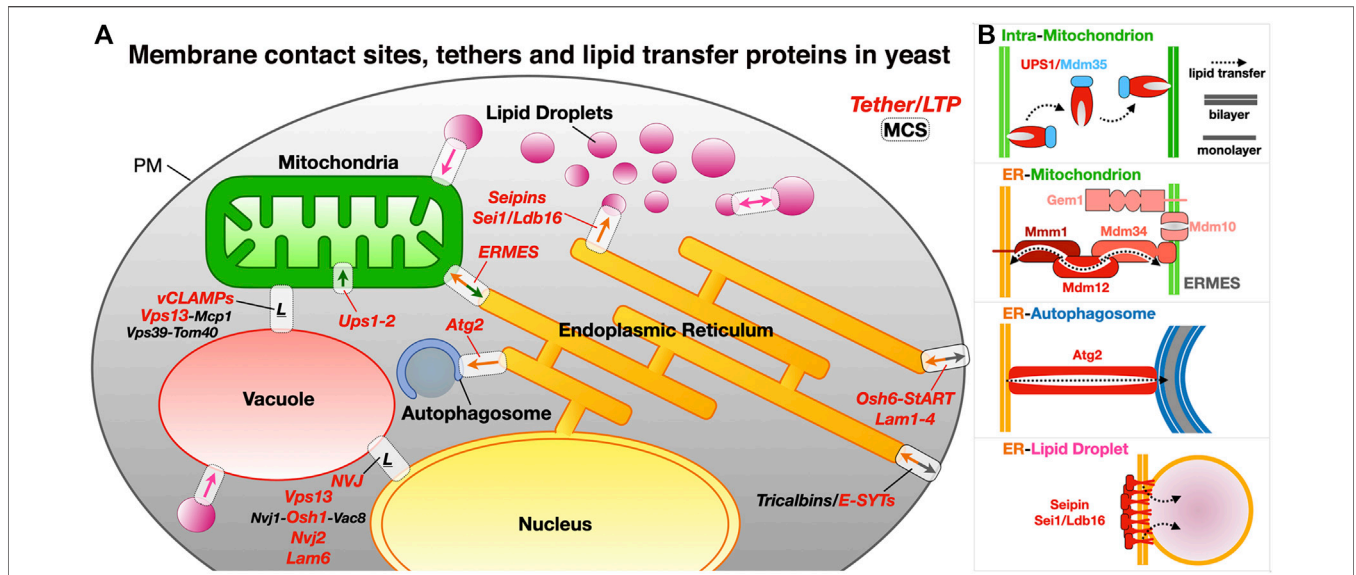 A
Membrane contact sites, tethers and lipid transfer proteins in yeast
Tether/LTP
MCS
Lipid Droplets
PM
Mitochondria
Seipins
Sei1/Ldb16
ERMES
vCLAMPs
Vps13-Mcp1
Vps39-Tom40
L
Ups1-2
Atg2
Endoplasmic Reticulum
Vacuole
Autophagosome
Osh6-StART
Lam1-4
L
NVJ
Vps13
Nvj1-Osh1-Vac8
Nvj2
Lam6
Nucleus
Tricalbins/E-SYTs
B
Intra-Mitochondrion
UPS1/Mdm35
lipid transfer
bilayer
monolayer
ER-Mitochondrion
Gem1
Mmm1
Mdm34
Mdm10
Mdm12
ERMES
ER-Autophagosome
Atg2
ER-Lipid Droplet
Seipin
Sei1/Ldb16